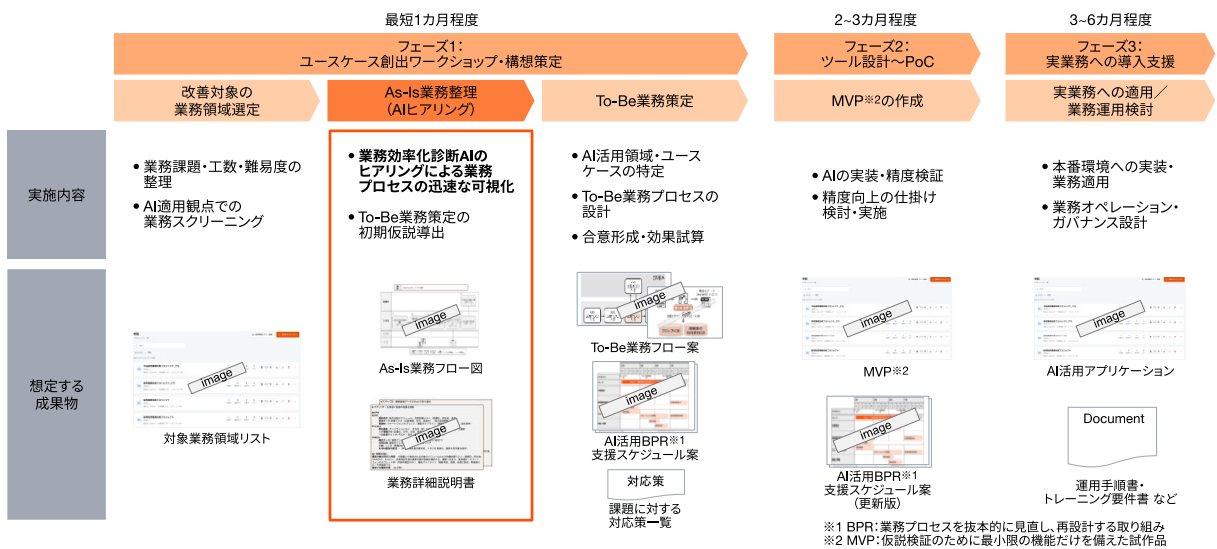 最短1カ月程度
2~3カ月程度
3~6カ月程度
フェーズ1：
ユースケース創出ワークショップ・構想策定
フェーズ2：
ツール設計～PoC
フェーズ3：
実業務への導入支援
改善対象の
業務領域選定
As-Is業務整理
（AIヒアリング）
To-Be業務策定
MVP※2の作成
実業務への適用／
業務運用検討
実施内容
• 業務課題・工数・難易度の
整理
• AI適用観点での
業務スクリーニング
• 業務効率化診断AIの
ヒアリングによる業務
プロセスの迅速な可視化
• To-Be業務策定の
初期仮説導出
• AI活用領域・ユース
ケースの特定
• To-Be業務プロセスの
設計
• 合意形成・効果試算
• AIの実装・精度検証
• 精度向上の仕掛け
検討・実施
• 本番環境への実装・
業務適用
• 業務オペレーション・
ガバナンス設計
想定する
成果物
image
対象業務領域リスト
image
As-Is業務フロー図
image
業務詳細説明書
image
To-Be業務フロー案
image
AI活用BPR※1
支援スケジュール案
対応策
課題に対する
対応策一覧
image
MVP※2
image
AI活用BPR※1
支援スケジュール案
（更新版）
image
AI活用アプリケーション
Document
運用手順書・
トレーニング要件書 など
※1 BPR：業務プロセスを抜本的に見直し、再設計する取り組み
※2 MVP：仮説検証のために最小限の機能だけを備えた試作品